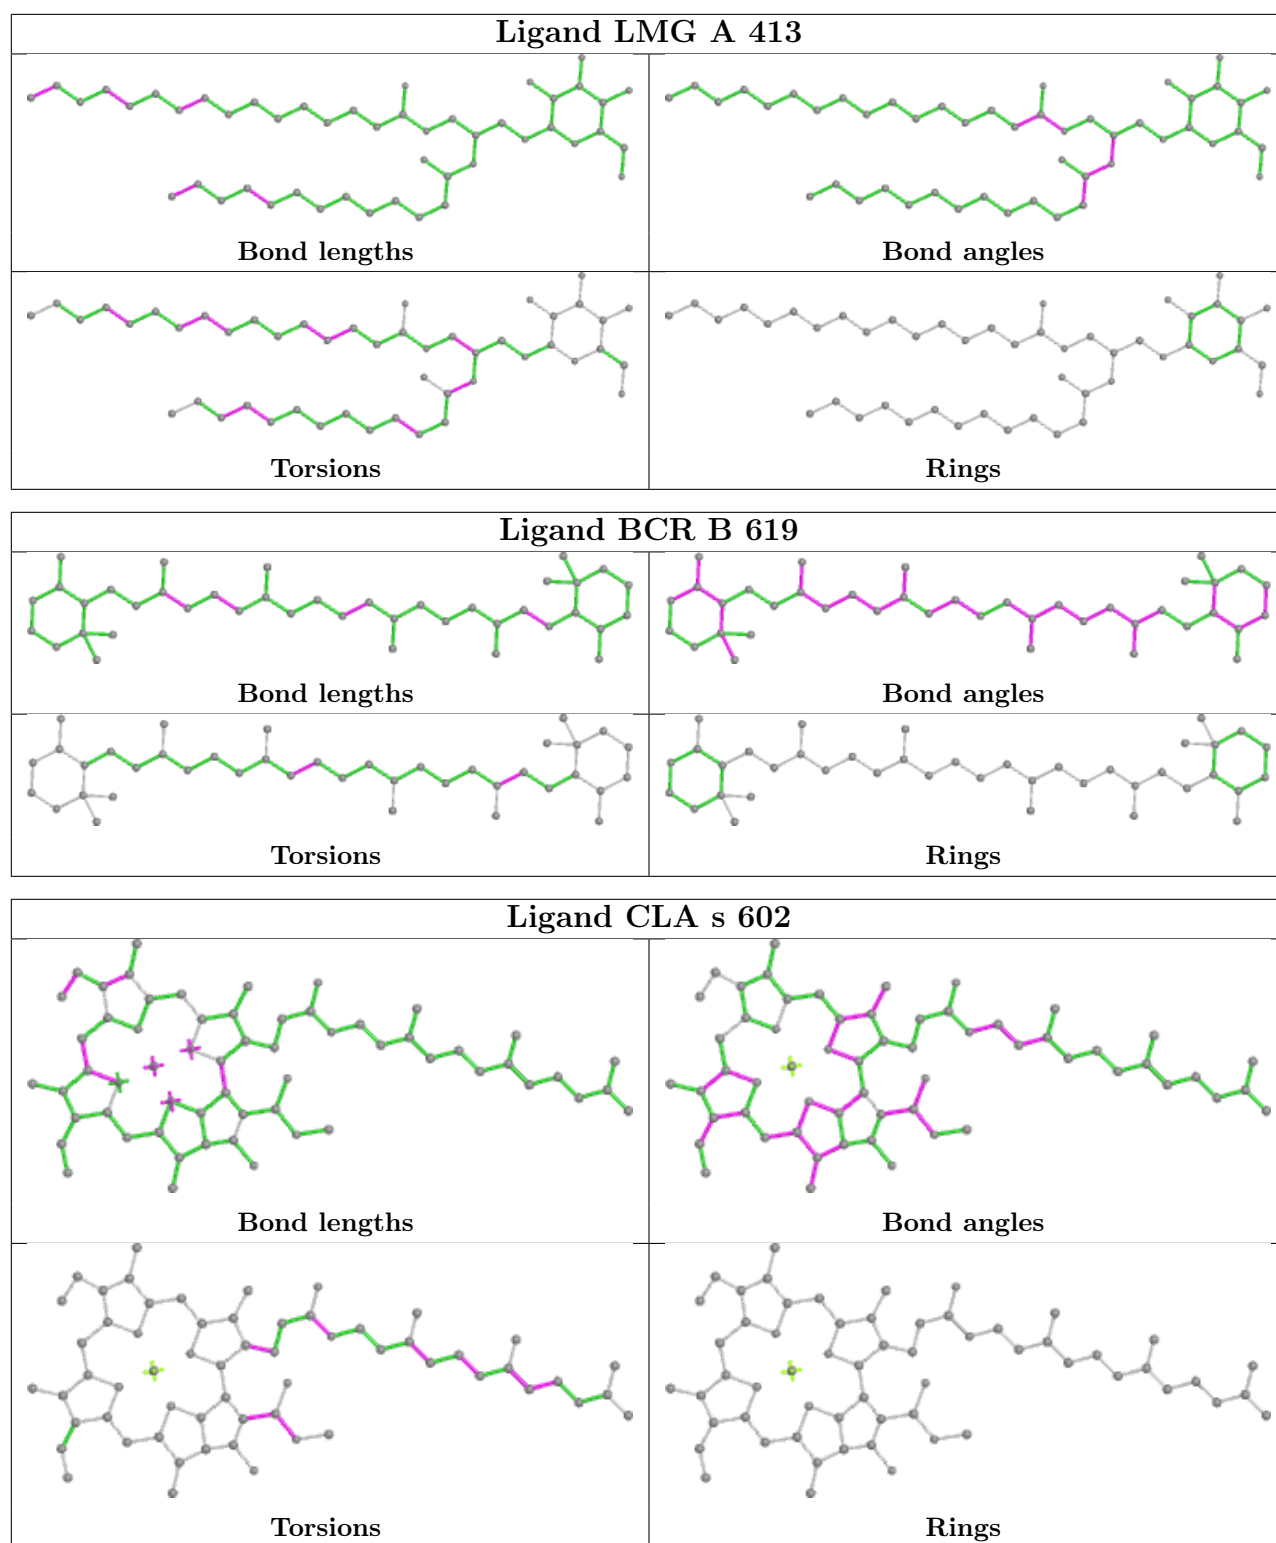 Ligand LMG A 413
Bond lengths
Bond angles
Torsions
Rings
Ligand BCR B 619
Bond lengths
Bond angles
Torsions
Rings
Ligand CLA s 602
Bond lengths
Bond angles
Torsions
Rings